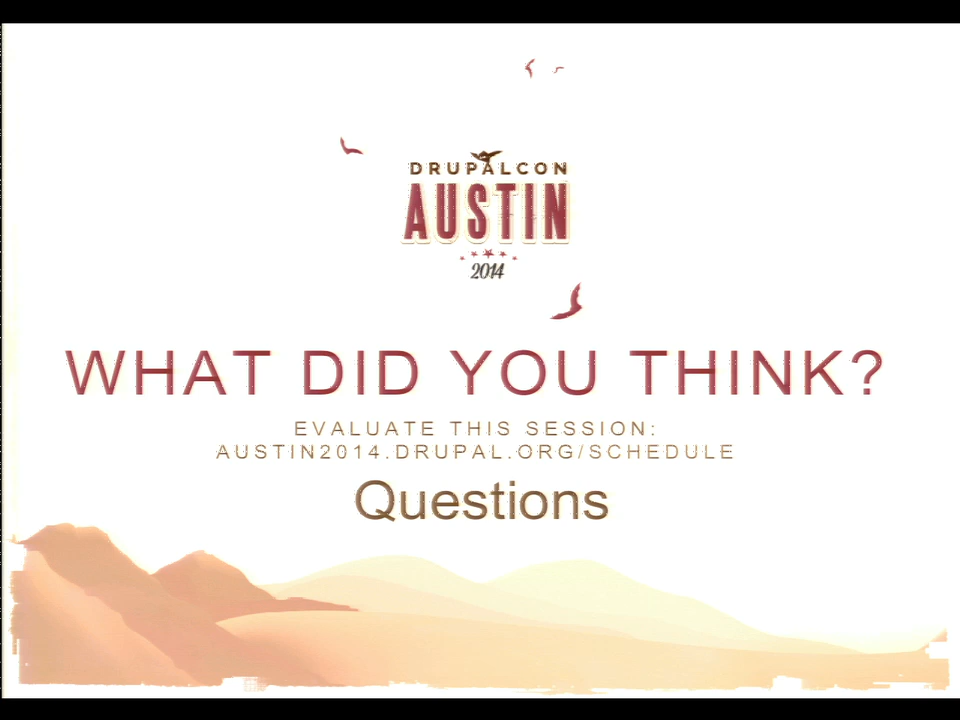 DRUPALCON
AUSTIN
2014
WHAT DID YOU THINK?
EVALUATE THIS SESSION:
AUSTIN2014.DRUPAL.ORG/SCHEDULE
Questions